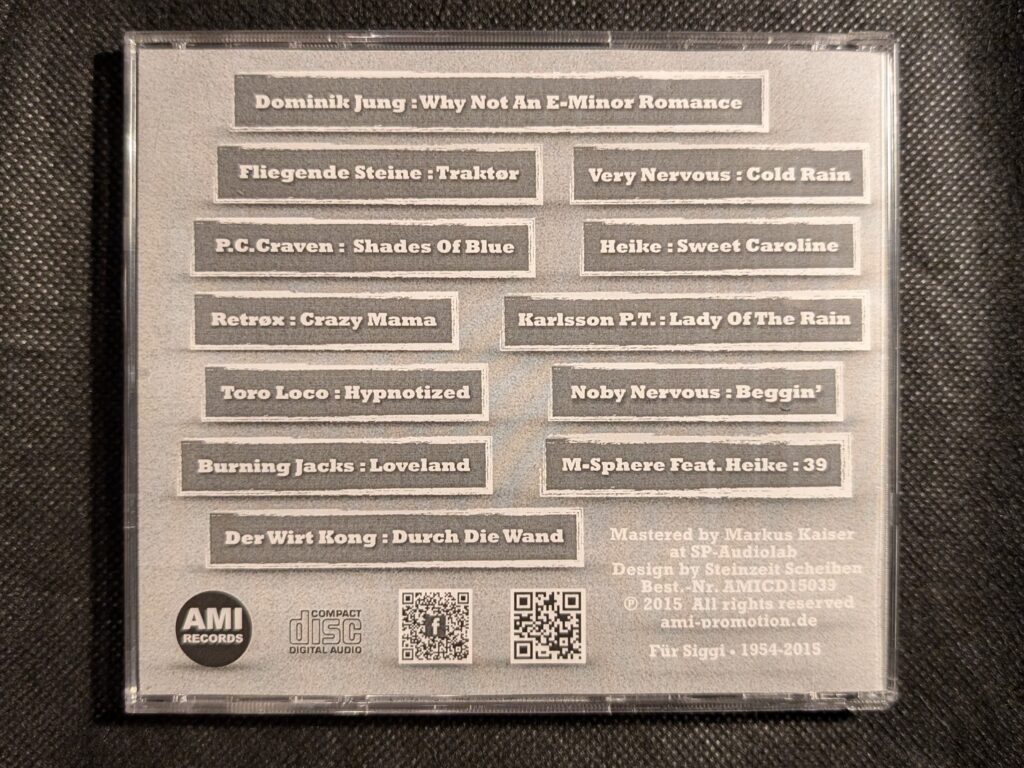 Dominik Jung : Why Not An E-Minor Romance
Fliegende Steine : Traktør
Very Nervous : Cold Rain
P.C.Craven : Shades Of Blue
Heike : Sweet Caroline
Retrøx : Crazy Mama
Karlsson P.T. : Lady Of The Rain
Toro Loco : Hypnotized
Noby Nervous : Beggin'
Burning Jacks : Loveland
M-Sphere Feat. Heike : 39
Der Wirt Kong : Durch Die Wand
Mastered by Markus Kaiser
at SP-Audiolab
Design by Steinzeit Scheiben
Best.-Nr. AMICD15039
℗ 2015 All rights reserved
ami-promotion.de
Für Siggi • 1954-2015
AMI
RECORDS
COMPACT
disc
DIGITAL AUDIO
f